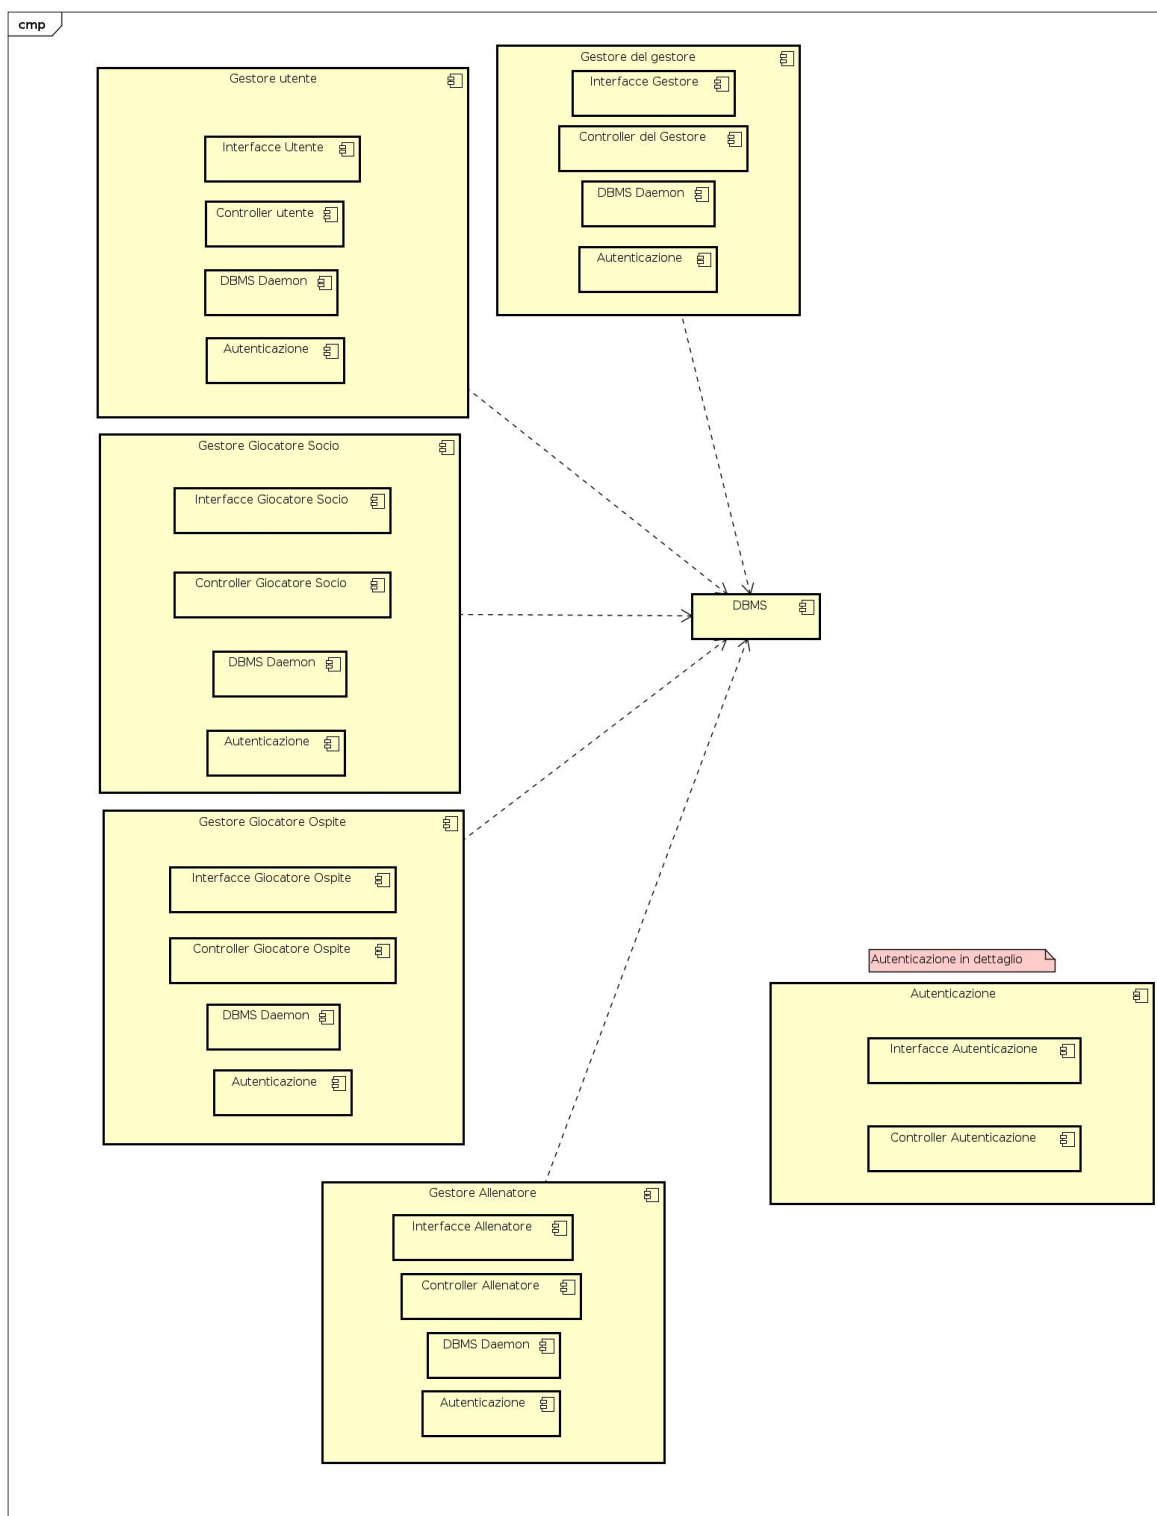 cmp
Gestore utente
Interfacce Utente
Controller utente
DBMS Daemon
Autenticazione
Gestore del gestore
Interfacce Gestore
Controller del Gestore
DBMS Daemon
Autenticazione
Gestore Giocatore Socio
Interfacce Giocatore Socio
Controller Giocatore Socio
DBMS Daemon
Autenticazione
DBMS
Gestore Giocatore Ospite
Interfacce Giocatore Ospite
Controller Giocatore Ospite
DBMS Daemon
Autenticazione
Autenticazione in dettaglio
Autenticazione
Interfacce Autenticazione
Controller Autenticazione
Gestore Allenatore
Interfacce Allenatore
Controller Allenatore
DBMS Daemon
Autenticazione